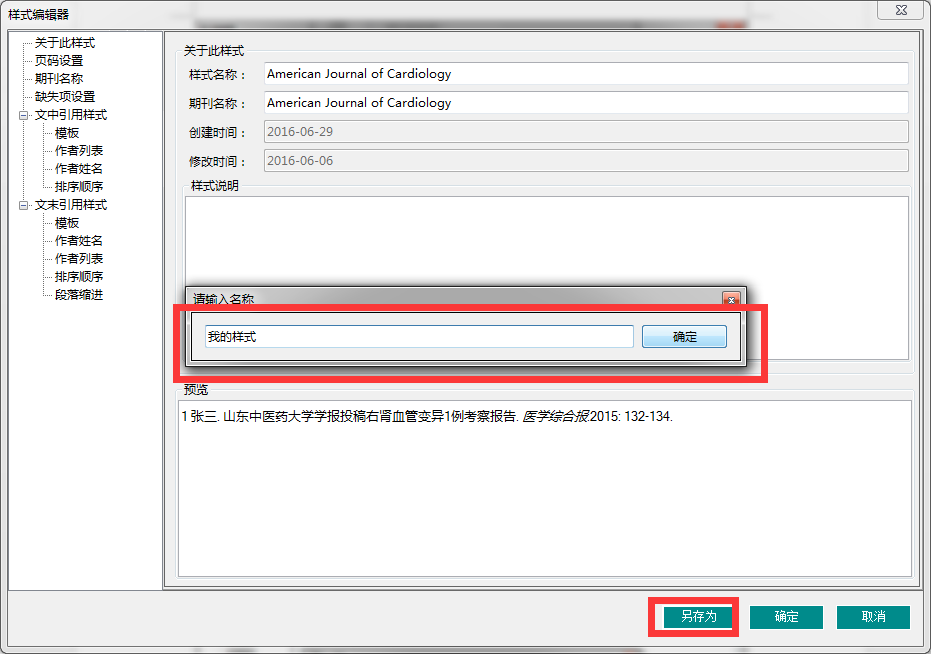 样式编辑器
关于此样式
页码设置
期刊名称
缺失项设置
文中引用样式
模板
作者列表
作者姓名
排序顺序
文末引用样式
模板
作者姓名
作者列表
排序顺序
段落缩进
关于此样式
样式名称： American Journal of Cardiology
期刊名称： American Journal of Cardiology
创建时间： 2016-06-29
修改时间： 2016-06-06
样式说明
请输入名称
我的样式 确定
预览
1 张三. 山东中医药大学学报投稿右肾血管变异1例考察报告. 医学综合报.2015: 132-134.
另存为 确定 取消